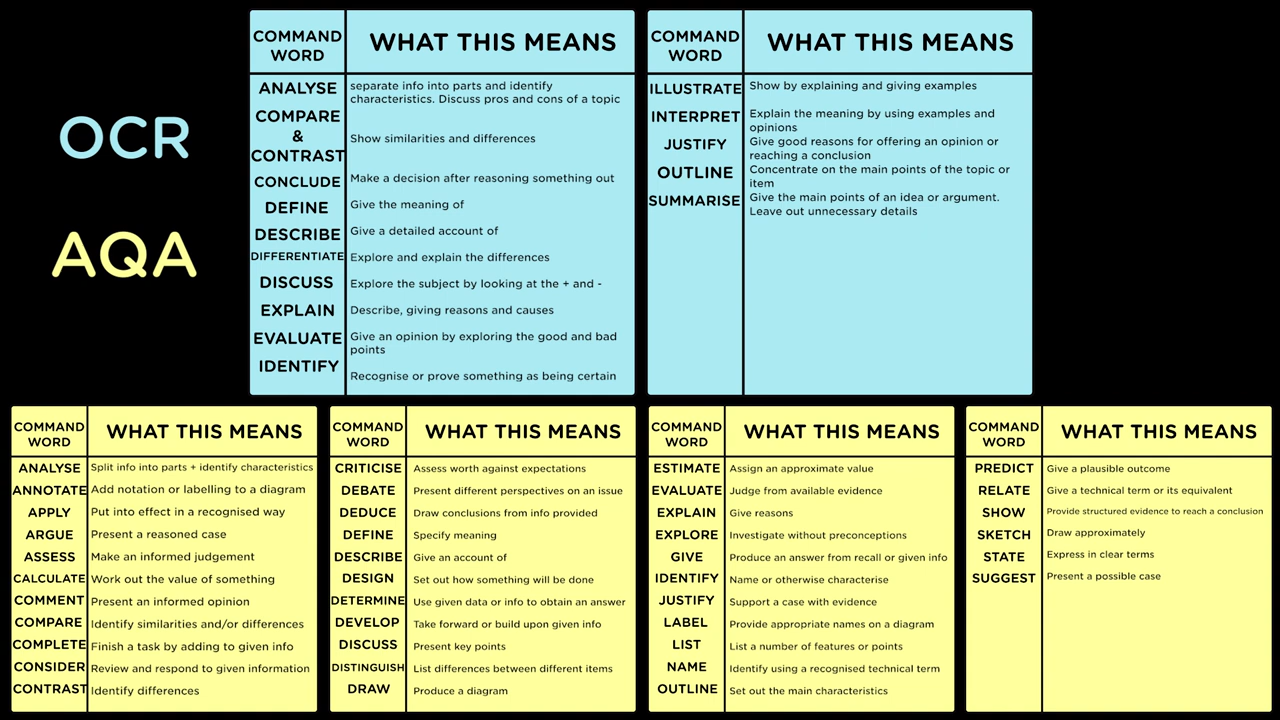 OCR
AQA
COMMAND
WORD
WHAT THIS MEANS
ANALYSE
separate info into parts and identify
characteristics. Discuss pros and cons of a topic
COMPARE
&
CONTRAST
Show similarities and differences
CONCLUDE
Make a decision after reasoning something out
DEFINE
Give the meaning of
DESCRIBE
Give a detailed account of
DIFFERENTIATE
Explore and explain the differences
DISCUSS
Explore the subject by looking at the + and -
EXPLAIN
Describe, giving reasons and causes
EVALUATE
Give an opinion by exploring the good and bad
points
IDENTIFY
Recognise or prove something as being certain
COMMAND
WORD
WHAT THIS MEANS
ILLUSTRATE
Show by explaining and giving examples
INTERPRET
Explain the meaning by using examples and
opinions
JUSTIFY
Give good reasons for offering an opinion or
reaching a conclusion
OUTLINE
Concentrate on the main points of the topic or
item
SUMMARISE
Give the main points of an idea or argument.
Leave out unnecessary details
COMMAND
WORD
WHAT THIS MEANS
ANALYSE Split info into parts + identify characteristics
ANNOTATE Add notation or labelling to a diagram
APPLY Put into effect in a recognised way
ARGUE Present a reasoned case
ASSESS Make an informed judgement
CALCULATE Work out the value of something
COMMENT Present an informed opinion
COMPARE Identify similarities and/or differences
COMPLETE Finish a task by adding to given info
CONSIDER Review and respond to given information
CONTRAST Identify differences
COMMAND
WORD
WHAT THIS MEANS
CRITICISE Assess worth against expectations
DEBATE Present different perspectives on an issue
DEDUCE Draw conclusions from info provided
DEFINE Specify meaning
DESCRIBE Give an account of
DESIGN Set out how something will be done
DETERMINE Use given data or info to obtain an answer
DEVELOP Take forward or build upon given info
DISCUSS Present key points
DISTINGUISH List differences between different items
DRAW Produce a diagram
COMMAND
WORD
WHAT THIS MEANS
ESTIMATE Assign an approximate value
EVALUATE Judge from available evidence
EXPLAIN Give reasons
EXPLORE Investigate without preconceptions
GIVE Produce an answer from recall or given info
IDENTIFY Name or otherwise characterise
JUSTIFY Support a case with evidence
LABEL Provide appropriate names on a diagram
LIST List a number of features or points
NAME Identify using a recognised technical term
OUTLINE Set out the main characteristics
COMMAND
WORD
WHAT THIS MEANS
PREDICT Give a plausible outcome
RELATE Give a technical term or its equivalent
SHOW Provide structured evidence to reach a conclusion
SKETCH Draw approximately
STATE Express in clear terms
SUGGEST Present a possible case